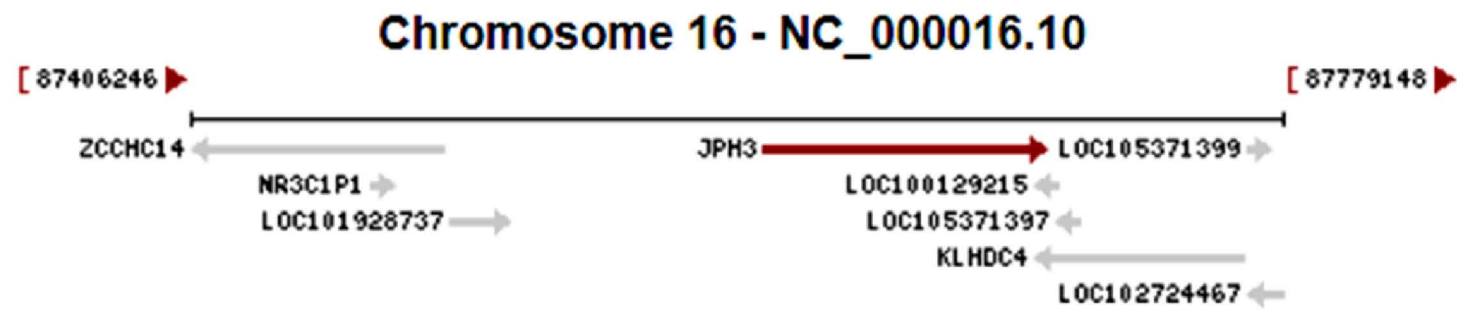 Chromosome 16 - NC_000016.10
[ 87406246 [ 87779148
ZCCHC14 JPH3 LOC105371399
NR3C1P1 LOC100129215
LOC101928737 LOC105371397
KLHDC4
LOC102724467